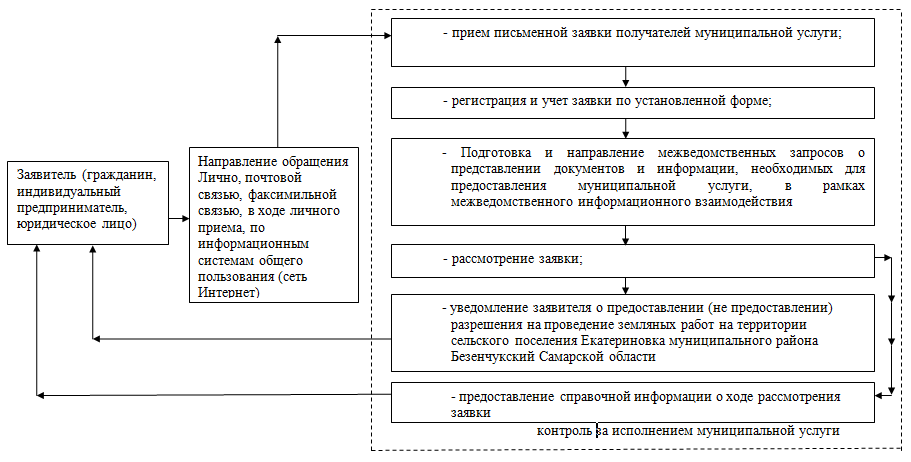 Заявитель (гражданин,
индивидуальный
предприниматель,
юридическое лицо)
Направление обращения
Лично, почтовой
связью, факсимильной
связью, в ходе личного
приема, по
информационным
системам общего
пользования (сеть
Интернет)
- прием письменной заявки получателей муниципальной услуги;
- регистрация и учет заявки по установленной форме;
- Подготовка и направление межведомственных запросов о
представлении документов и информации, необходимых для
предоставления муниципальной услуги, в рамках
межведомственного информационного взаимодействия
- рассмотрение заявки;
- уведомление заявителя о предоставлении (не предоставлении)
разрешения на проведение земляных работ на территории
сельского поселения Екатериновка муниципального района
Безенчукский Самарской области
- предоставление справочной информации о ходе рассмотрения
заявки
контроль за исполнением муниципальной услуги